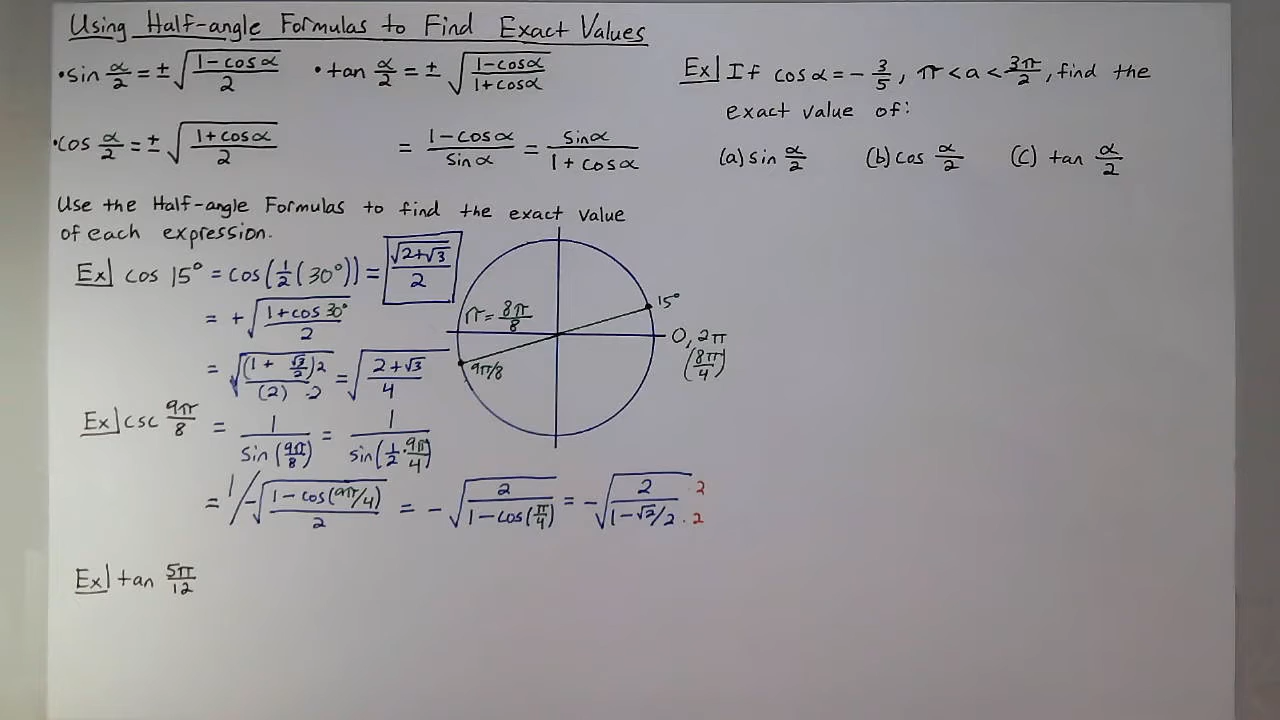 Using Half-angle Formulas to Find Exact Values
• sin α/2 = ± √((1 - cos α)/2)
• tan α/2 = ± √((1 - cos α)/(1 + cos α))
• cos α/2 = ± √((1 + cos α)/2)
= (1 - cos α)/(sin α) = (sin α)/(1 + cos α)
Use the Half-angle Formulas to find the exact value
of each expression.
Ex| cos 15° = cos(1/2 (30°)) = √(2+√3)/2
= + √((1 + cos 30°)/2)
= √((1 + √3/2)·2/((2)·2)) = √((2+√3)/4)
Ex| csc 9π/8 = 1/(sin(9π/8)) = 1/(sin(1/2 · 9π/4))
= 1/-√((1 - cos(9π/4))/2) = -√(2/(1 - cos(π/4))) = -√(2/(1 - √2/2) · 2/2)
Ex| tan 5π/12
π = 8π/8
15°
0, 2π
(8π/4)
9π/8
Ex| If cos α = - 3/5, π < a < 3π/2, find the
exact value of:
(a) sin α/2 (b) cos α/2 (c) tan α/2